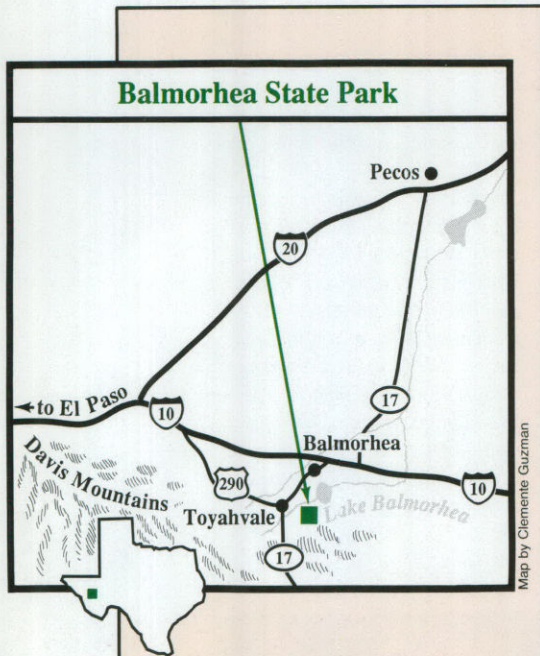 Balmorhea State Park
Pecos
20
← to El Paso
10
17
Balmorhea
Davis Mountains
290
10
Toyahvale
Lake Balmorhea
17
Map by Clemente Guzman